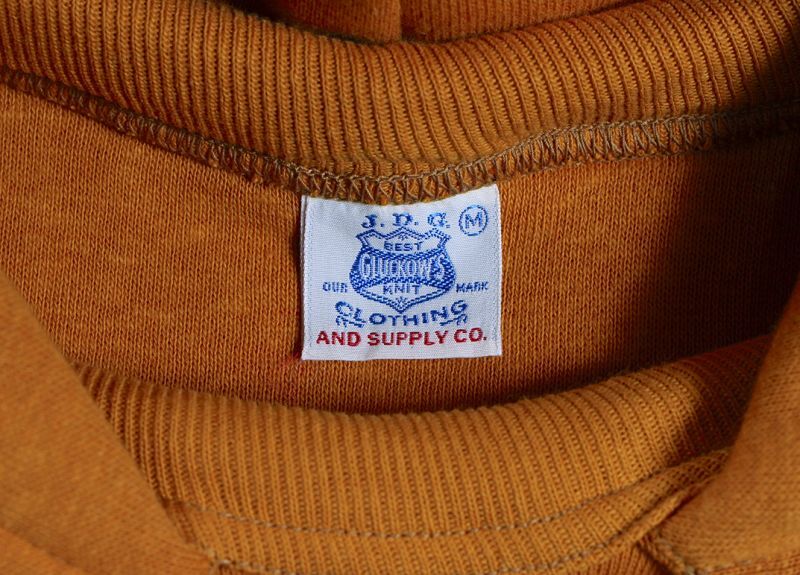 J. D. G. M
BEST
GLUCKOW'S
OUR KNIT MARK
CLOTHING
AND SUPPLY CO.